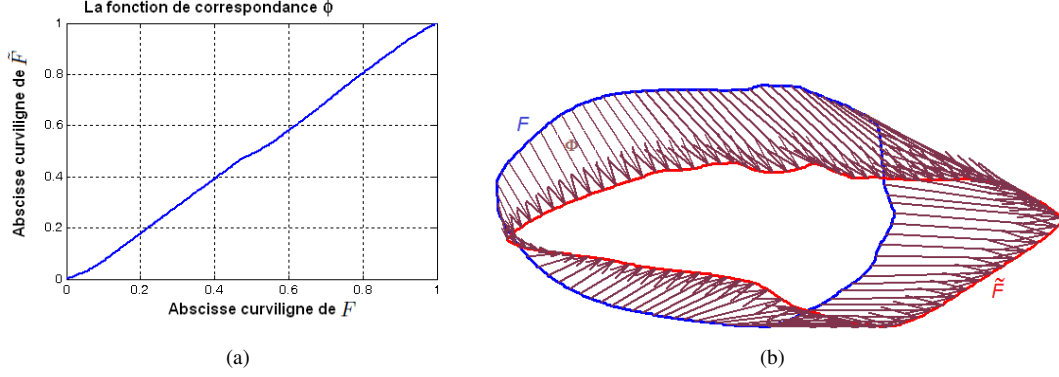 La fonction de correspondance ϕ
Abscisse curviligne de F̃
1
0.8
0.6
0.4
0.2
0
0 0.2 0.4 0.6 0.8 1
Abscisse curviligne de F
(a)
F
Φ
F̃
(b)